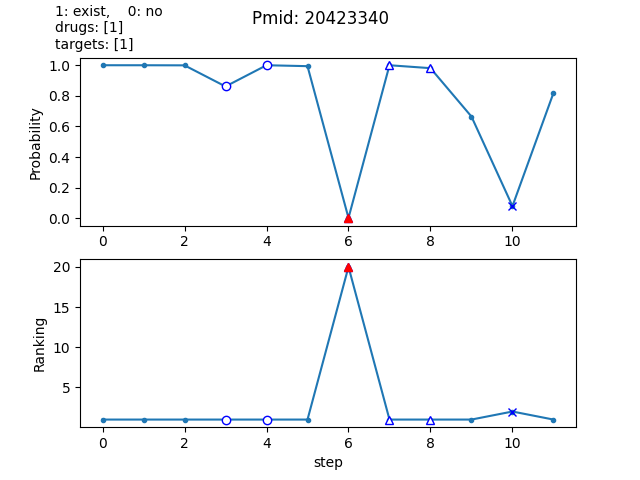 1: exist,    0: no
Pmid: 20423340
drugs: [1]
targets: [1]
1.0
0.8
0.6
0.4
0.2
0.0
Probability
0 2 4 6 8 10
20
15
10
5
Ranking
0 2 4 6 8 10
step